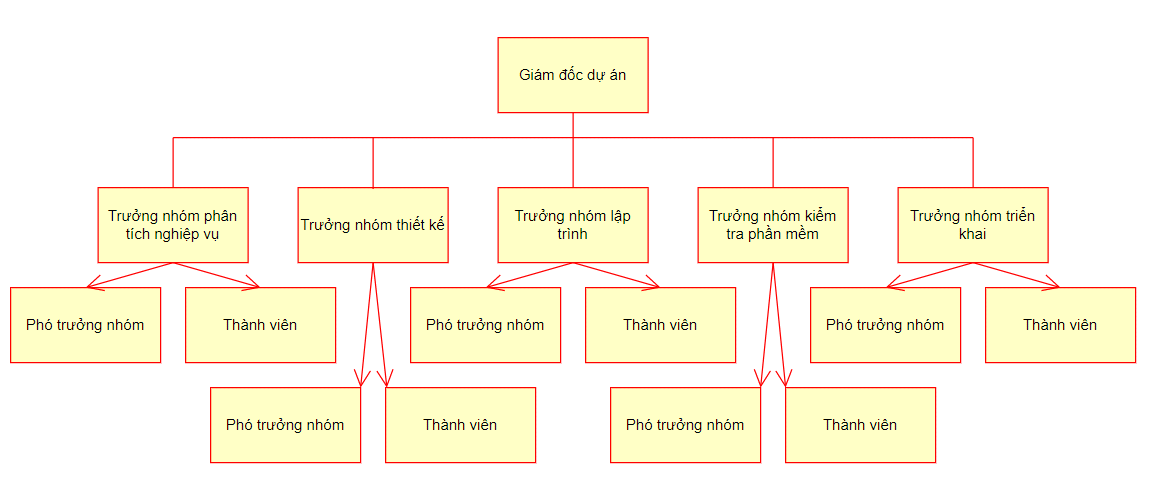 Giám đốc dự án
Trưởng nhóm phân
tích nghiệp vụ
Trưởng nhóm thiết kế
Trưởng nhóm lập
trình
Trưởng nhóm kiểm
tra phần mềm
Trưởng nhóm triển
khai
Phó trưởng nhóm
Thành viên
Phó trưởng nhóm
Thành viên
Phó trưởng nhóm
Thành viên
Phó trưởng nhóm
Thành viên
Phó trưởng nhóm
Thành viên